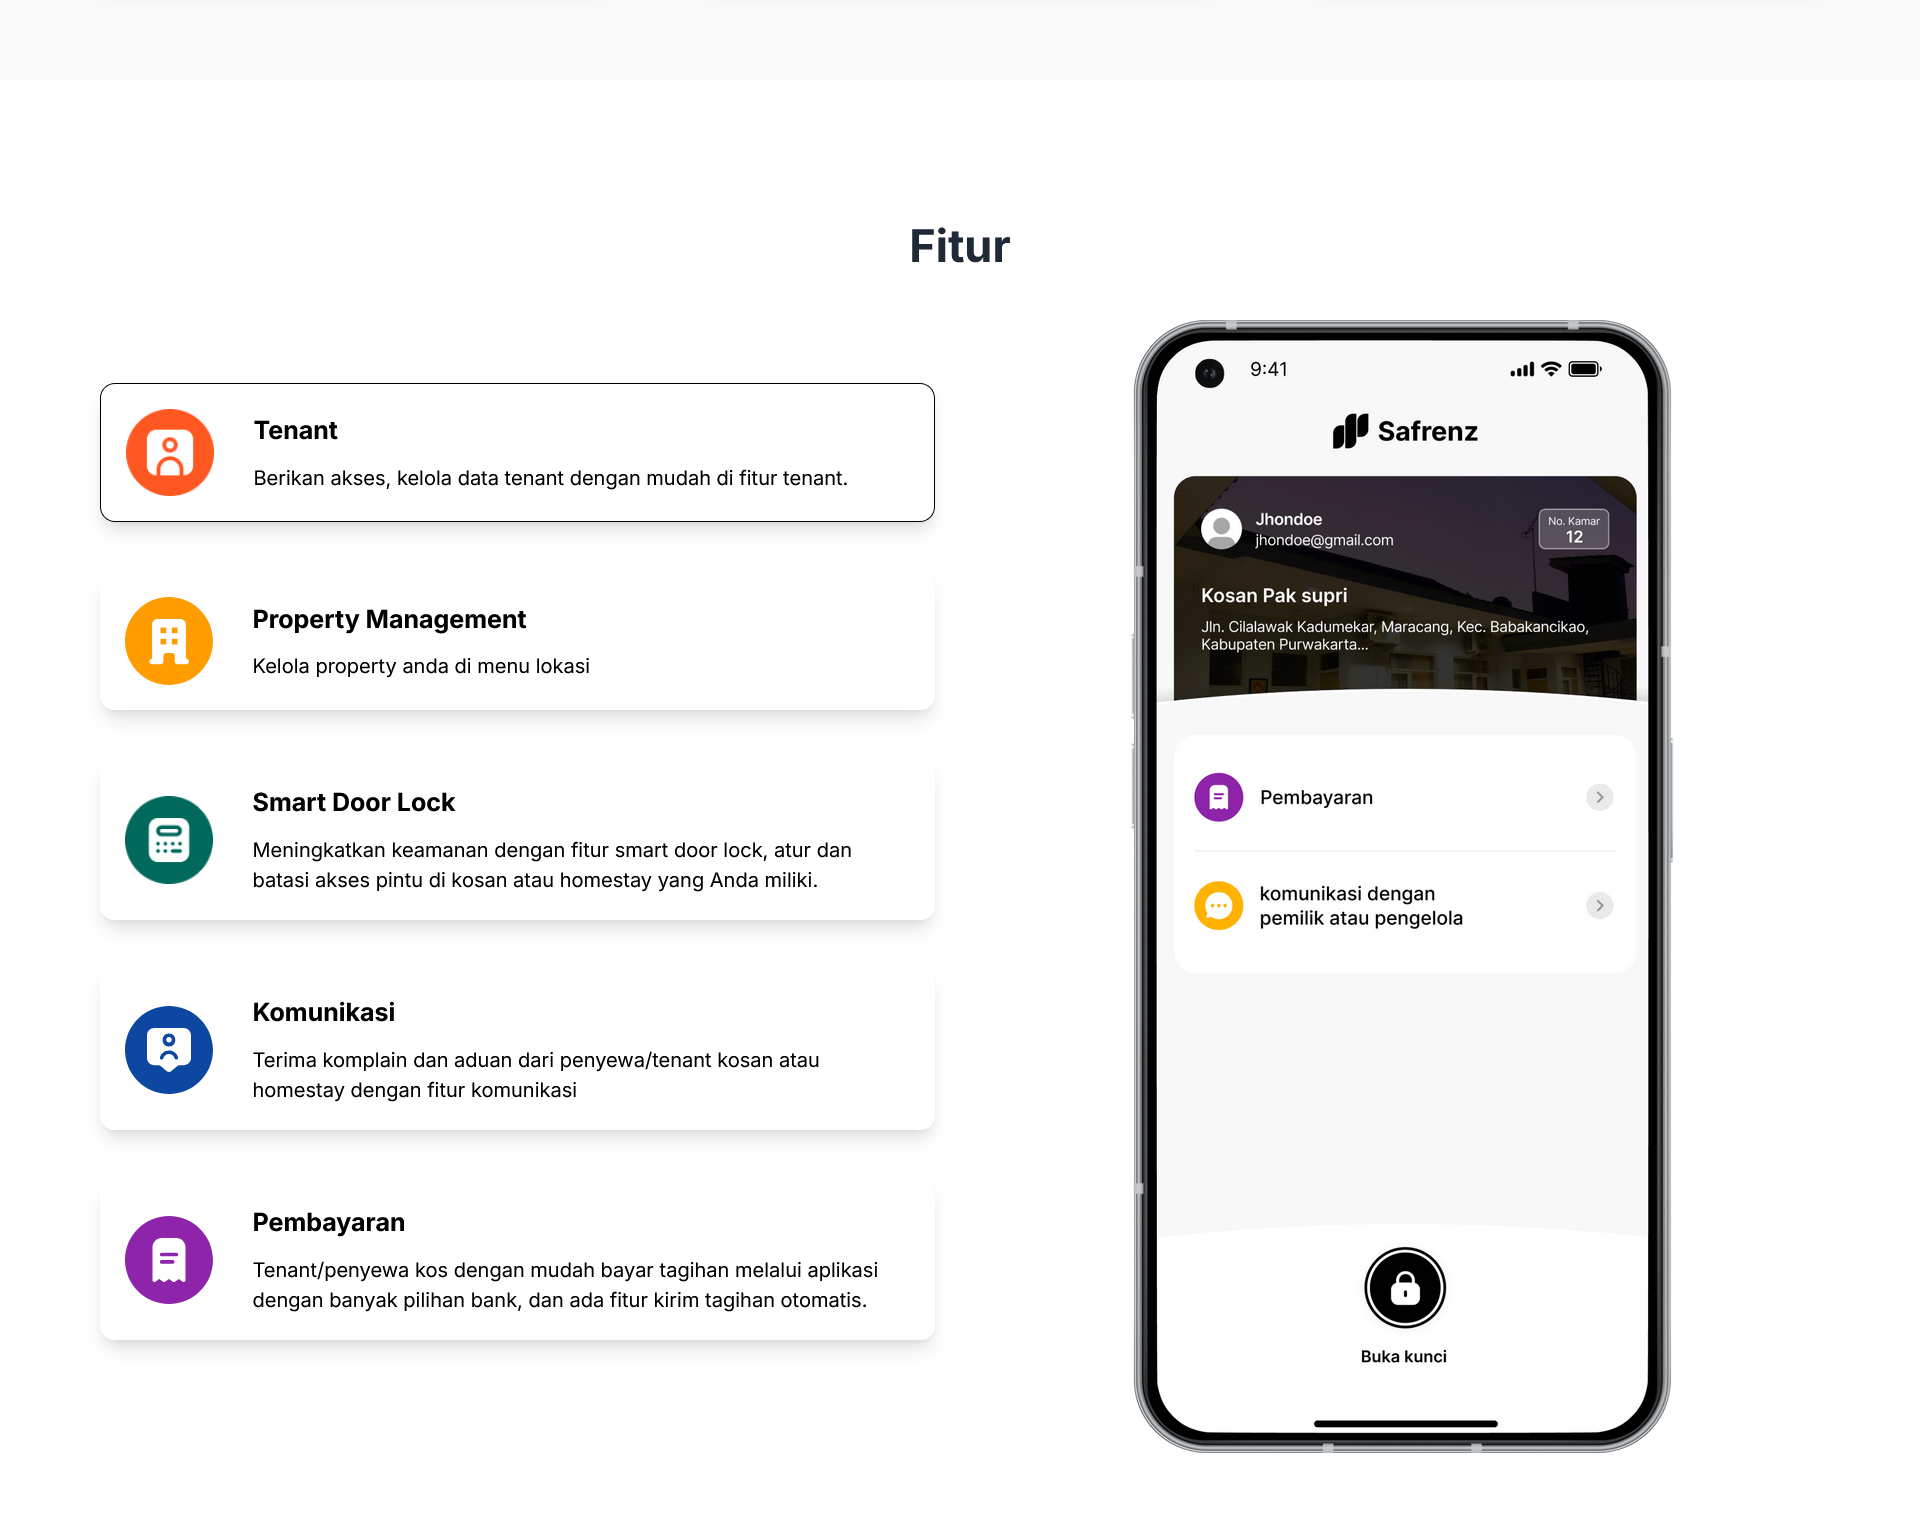 Fitur
Tenant
Berikan akses, kelola data tenant dengan mudah di fitur tenant.
Property Management
Kelola property anda di menu lokasi
Smart Door Lock
Meningkatkan keamanan dengan fitur smart door lock, atur dan
batasi akses pintu di kosan atau homestay yang Anda miliki.
Komunikasi
Terima komplain dan aduan dari penyewa/tenant kosan atau
homestay dengan fitur komunikasi
Pembayaran
Tenant/penyewa kos dengan mudah bayar tagihan melalui aplikasi
dengan banyak pilihan bank, dan ada fitur kirim tagihan otomatis.
9:41
Safrenz
Jhondoe
jhondoe@gmail.com
No. Kamar
12
Kosan Pak supri
Jln. Cilalawak Kadumekar, Maracang, Kec. Babakancikao,
Kabupaten Purwakarta...
Pembayaran
komunikasi dengan
pemilik atau pengelola
Buka kunci